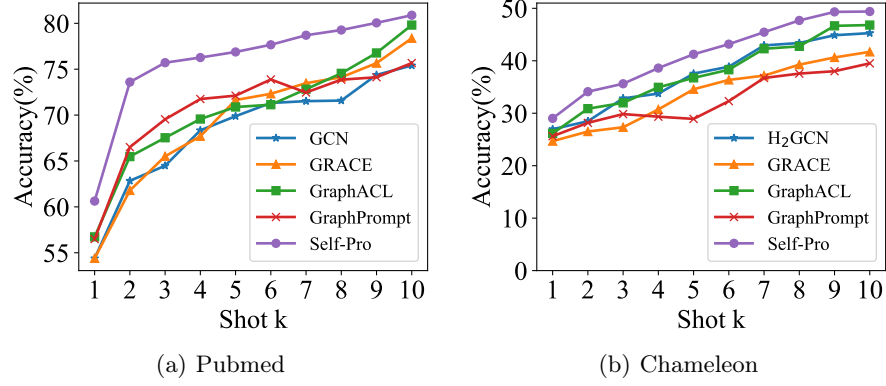 Accuracy(%)
80
75
70
65
60
55
GCN
GRACE
GraphACL
GraphPrompt
Self-Pro
1 2 3 4 5 6 7 8 9 10
Shot k
(a) Pubmed
Accuracy(%)
50
40
30
20
10
0
H₂GCN
GRACE
GraphACL
GraphPrompt
Self-Pro
1 2 3 4 5 6 7 8 9 10
Shot k
(b) Chameleon